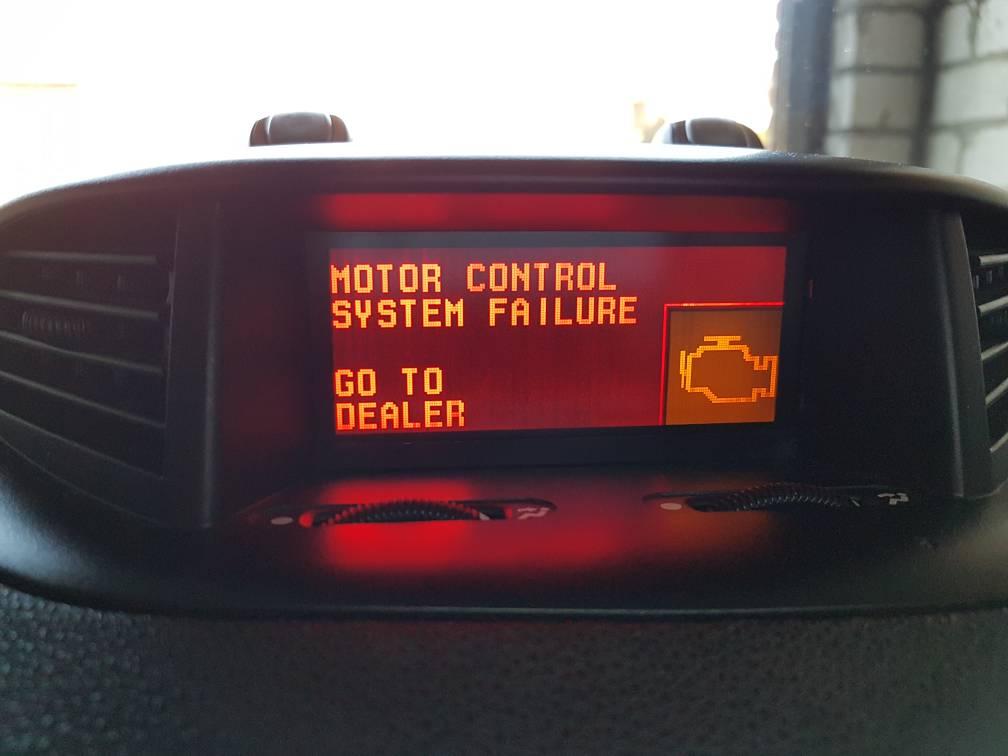 MOTOR CONTROL
SYSTEM FAILURE
GO TO
DEALER